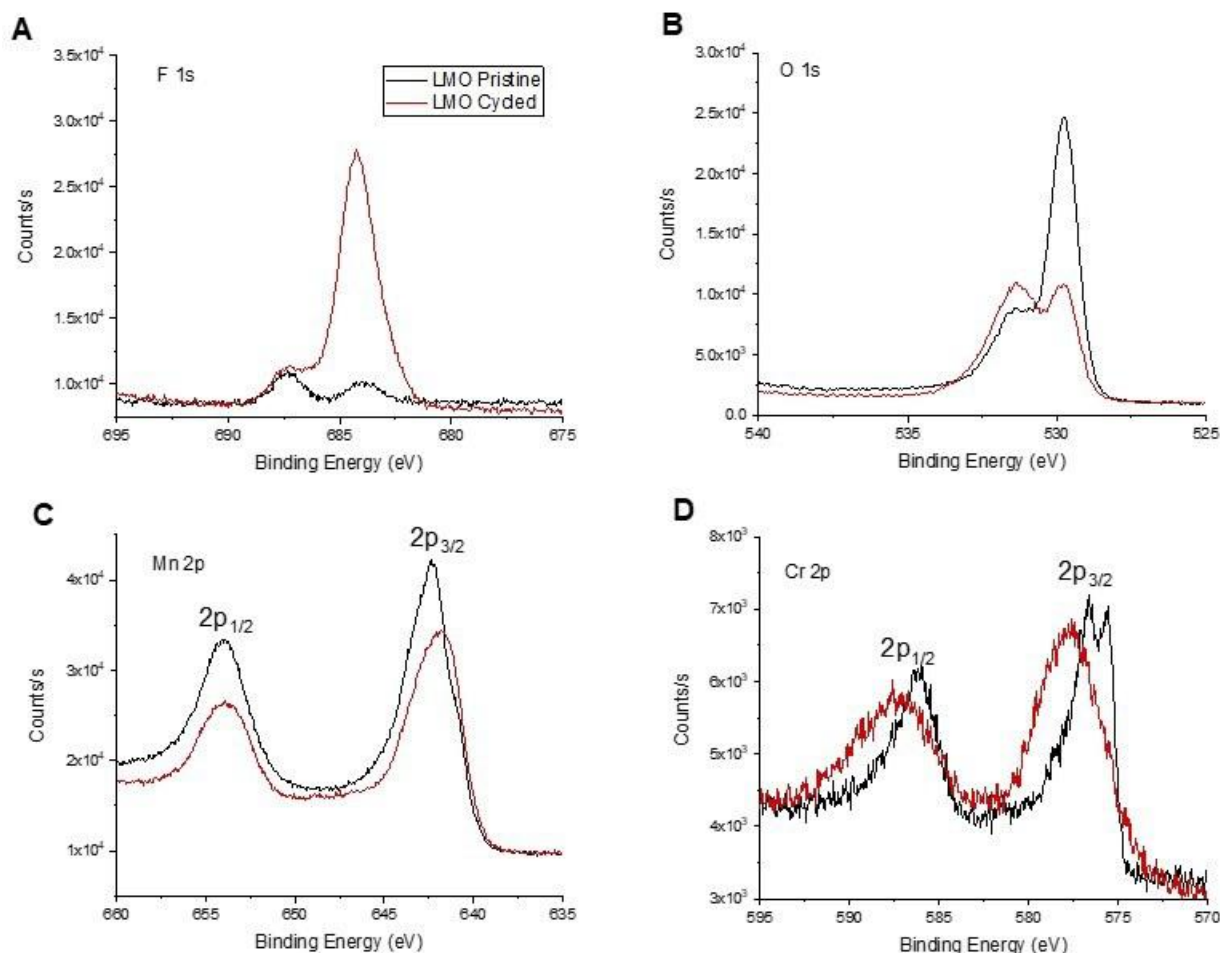 A
F 1s
LMO Pristine
LMO Cycled
3.5x10⁴
3.0x10⁴
2.5x10⁴
2.0x10⁴
1.5x10⁴
1.0x10⁴
Counts/s
695 690 685 680 675
Binding Energy (eV)
B
O 1s
3.0x10⁴
2.5x10⁴
2.0x10⁴
1.5x10⁴
1.0x10⁴
5.0x10³
0.0
Counts/s
540 535 530 525
Binding Energy (eV)
C
Mn 2p
2p₃/₂
2p₁/₂
4x10⁴
3x10⁴
2x10⁴
1x10⁴
Counts/s
660 655 650 645 640 635
Binding Energy (eV)
D
Cr 2p
2p₃/₂
2p₁/₂
8x10³
7x10³
6x10³
5x10³
4x10³
3x10³
Counts/s
595 590 585 580 575 570
Binding Energy (eV)